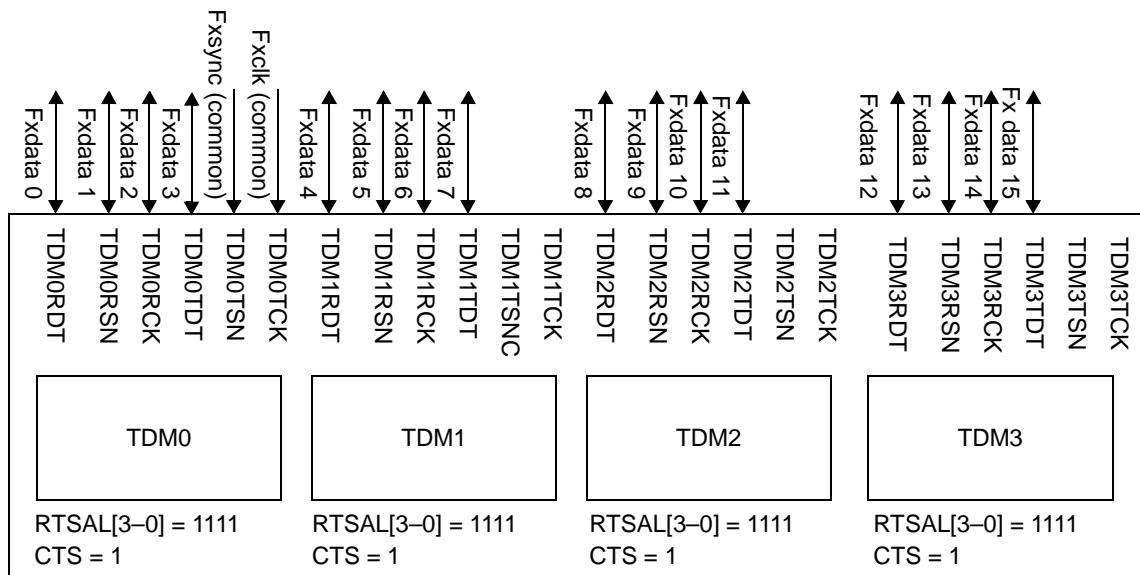 Fxdata 0
Fxdata 1
Fxdata 2
Fxdata 3
Fxsync (common)
Fxclk (common)
Fxdata 4
Fxdata 5
Fxdata 6
Fxdata 7
Fxdata 8
Fxdata 9
Fxdata 10
Fxdata 11
Fxdata 12
Fxdata 13
Fxdata 14
Fx data 15
TDM0RDT
TDM0RSN
TDM0RCK
TDM0TDT
TDM0TSN
TDM0TCK
TDM1RDT
TDM1RSN
TDM1RCK
TDM1TDT
TDM1TSNC
TDM1TCK
TDM2RDT
TDM2RSN
TDM2RCK
TDM2TDT
TDM2TSN
TDM2TCK
TDM3RDT
TDM3RSN
TDM3RCK
TDM3TDT
TDM3TSN
TDM3TCK
TDM0
TDM1
TDM2
TDM3
RTSAL[3–0] = 1111
CTS = 1
RTSAL[3–0] = 1111
CTS = 1
RTSAL[3–0] = 1111
CTS = 1
RTSAL[3–0] = 1111
CTS = 1